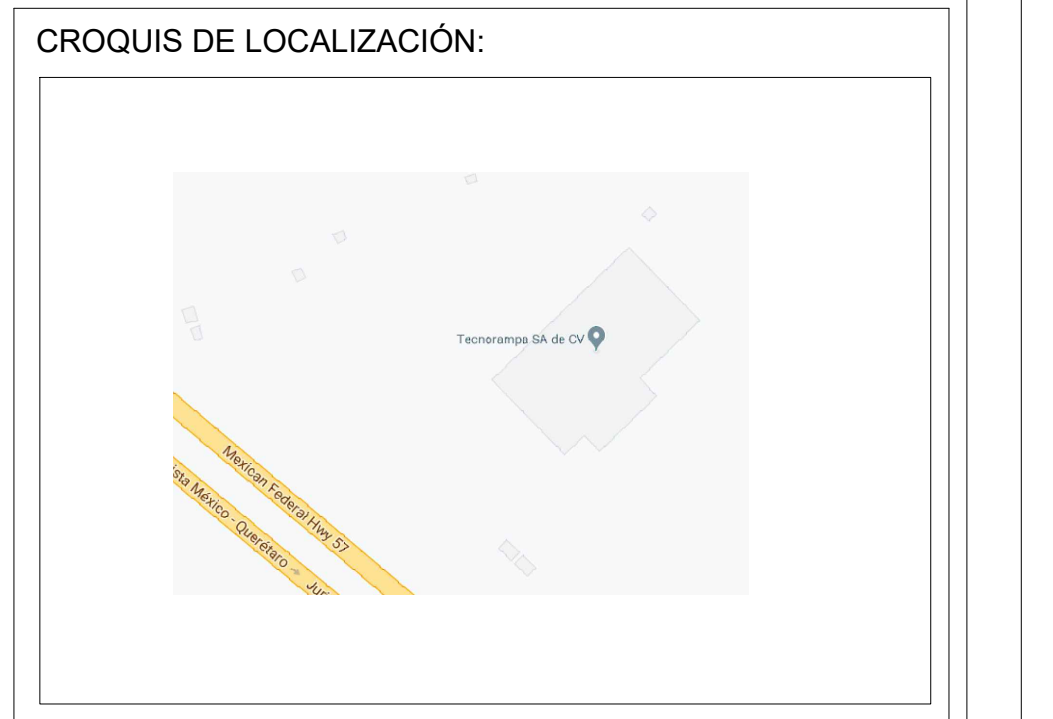 CROQUIS DE LOCALIZACIÓN:
Tecnorampa SA de CV
Mexican Federal Hwy 57
ista México - Querétaro